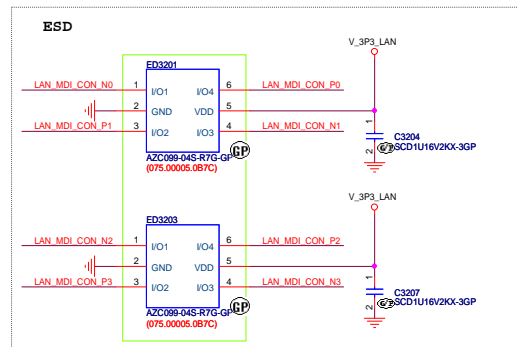 ESD
V_3P3_LAN
ED3201
LAN_MDI_CON_N0 1 I/O1 I/O4 6 LAN_MDI_CON_P0
2 GND VDD 5
LAN_MDI_CON_P1 3 I/O2 I/O3 4 LAN_MDI_CON_N1
1 C3204
2 SCD1U16V2KX-3GP
AZC099-04S-R7G-GP GP
(075.00005.0B7C)
V_3P3_LAN
ED3203
LAN_MDI_CON_N2 1 I/O1 I/O4 6 LAN_MDI_CON_P2
2 GND VDD 5
LAN_MDI_CON_P3 3 I/O2 I/O3 4 LAN_MDI_CON_N3
1 C3207
2 SCD1U16V2KX-3GP
AZC099-04S-R7G-GP GP
(075.00005.0B7C)